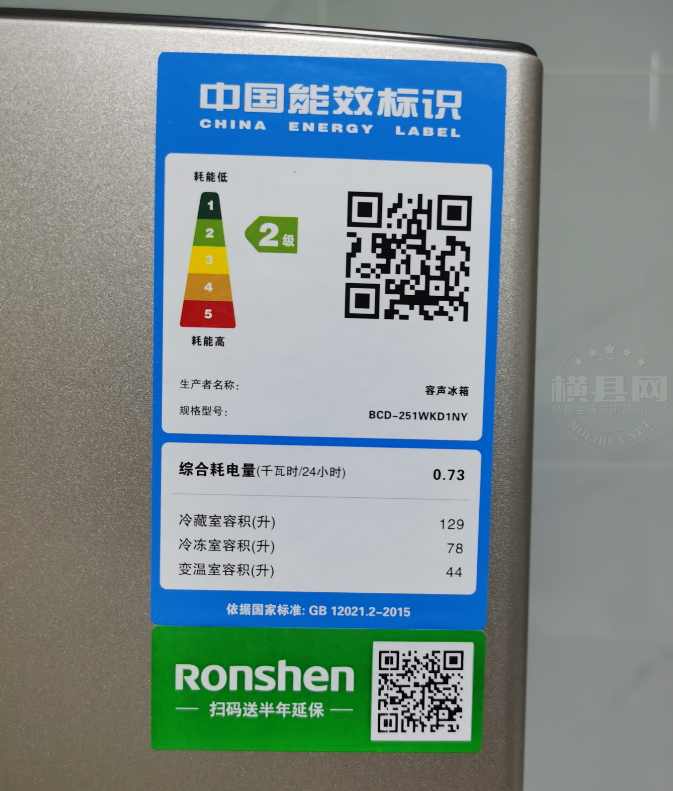 中国能效标识
CHINA ENERGY LABEL
耗能低
1
2
3
4
5
2级
耗能高
生产者名称: 容声冰箱
规格型号: BCD-251WKD1NY
综合耗电量(千瓦时/24小时) 0.73
冷藏室容积(升) 129
冷冻室容积(升) 78
变温室容积(升) 44
依据国家标准: GB 12021.2-2015
Ronshen
扫码送半年延保
横县网